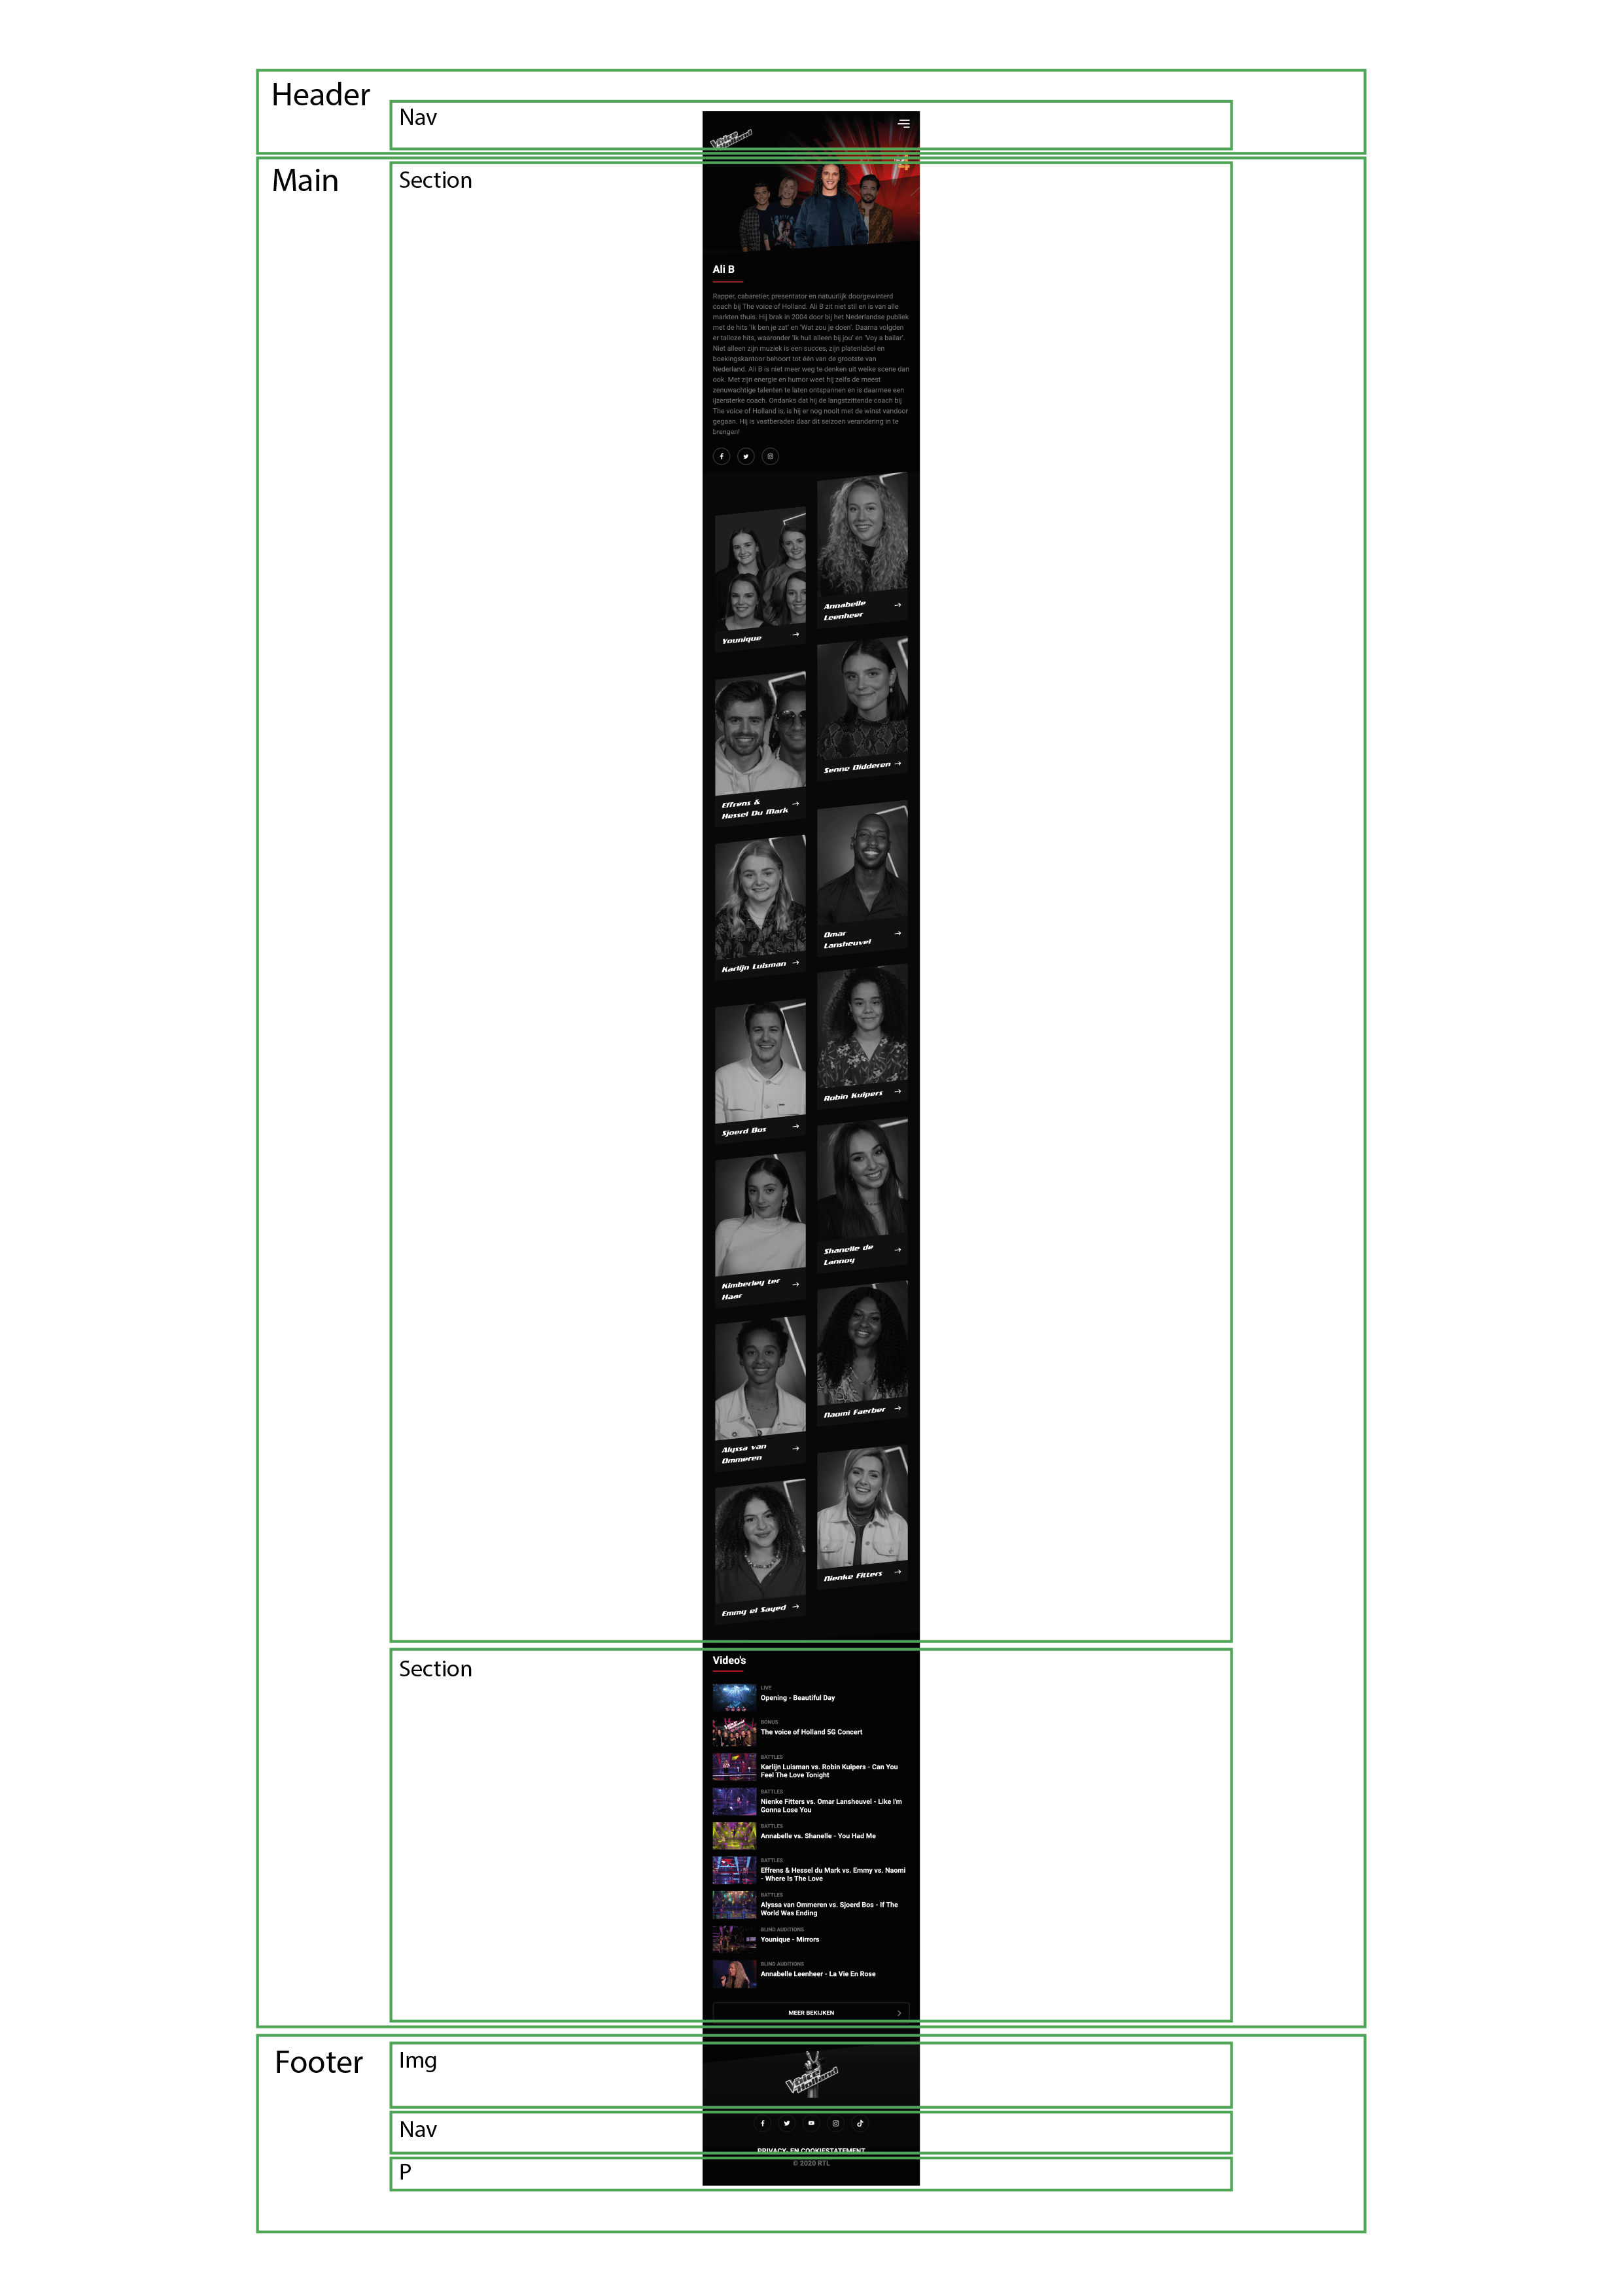 Header
Nav
Main
Section
Ali B
Rapper, cabaretier, presentator en natuurlijk doorgewinterd
coach bij The voice of Holland. Ali B zit niet stil en is van alle
markten thuis. Hij brak in 2004 door bij het Nederlandse publiek
met de hits 'Ik ben je zat' en 'Wat zou je doen'. Daarna volgden
er talloze hits, waaronder 'Ik huil alleen bij jou' en 'Voy a bailar'.
Niet alleen zijn muziek is een succes, zijn platenlabel en
boekingskantoor behoort tot één van de grootste van
Nederland. Ali B is niet meer weg te denken uit welke scene dan
ook. Met zijn energie en humor weet hij zelfs de meest
zenuwachtige talenten te laten ontspannen en is daarmee een
ijzersterke coach. Ondanks dat hij de langstzittende coach bij
The voice of Holland is, is hij er nog nooit met de winst vandoor
gegaan. Hij is vastberaden daar dit seizoen verandering in te
brengen!
Annabelle
Leenheer
Younique
Senne Didderen
Effrens &
Hessel Du Mark
Omar
Lansheuvel
Karlijn Luisman
Robin Kuipers
Sjoerd Bos
Shanelle de
Lannoy
Kimberley ter
Haar
Naomi Faerber
Alyssa van
Ommeren
Nienke Fitters
Emmy el Sayed
Section
Video's
LIVE
Opening - Beautiful Day
BONUS
The voice of Holland 5G Concert
BATTLES
Karlijn Luisman vs. Robin Kuipers - Can You
Feel The Love Tonight
BATTLES
Nienke Fitters vs. Omar Lansheuvel - Like I'm
Gonna Lose You
BATTLES
Annabelle vs. Shanelle - You Had Me
BATTLES
Effrens & Hessel du Mark vs. Emmy vs. Naomi
- Where Is The Love
BATTLES
Alyssa van Ommeren vs. Sjoerd Bos - If The
World Was Ending
BLIND AUDITIONS
Younique - Mirrors
BLIND AUDITIONS
Annabelle Leenheer - La Vie En Rose
MEER BEKIJKEN
Footer
Img
Voice
Holland
Nav
PRIVACY- EN COOKIESTATEMENT
P
© 2020 RTL